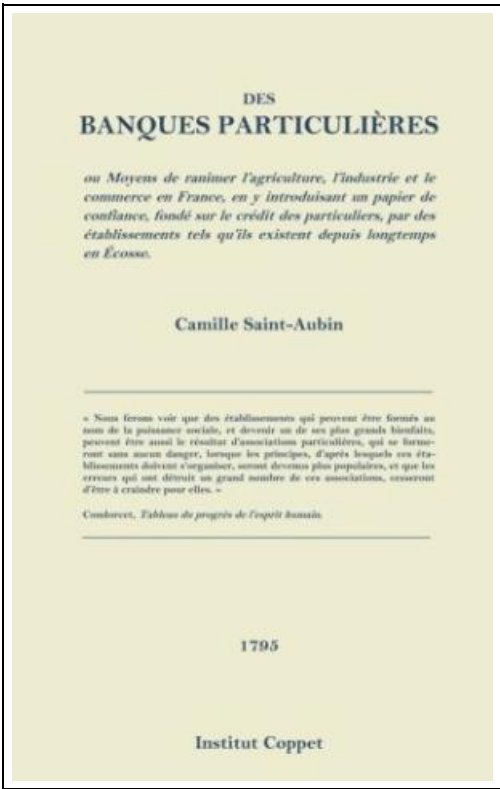 DES
BANQUES PARTICULIÈRES
ou Moyens de ranimer l'agriculture, l'industrie et le
commerce en France, en y introduisant un papier de
confiance, fondé sur le crédit des particuliers, par des
établissements tels qu'ils existent depuis longtemps
en Écosse.
Camille Saint-Aubin
« Nous ferons voir que des établissements qui peuvent être formés au
nom de la puissance sociale, et devenir un de ses plus grands bienfaits,
peuvent être aussi le résultat d'associations particulières, qui se forme-
ront sans aucun danger, lorsque les principes, d'après lesquels ces éta-
blissements doivent s'organiser, seront devenus plus populaires, et que les
erreurs qui ont détruit un grand nombre de ces associations, cesseront
d'être à craindre pour elles. »
Condorcet, Tableau du progrès de l'esprit humain.
1795
Institut Coppet